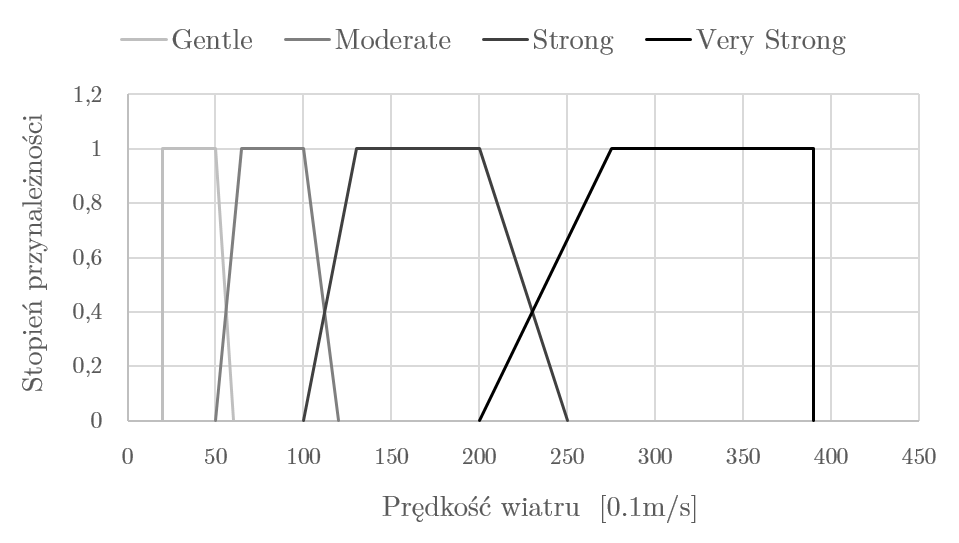 Gentle Moderate Strong Very Strong
1,2
1
0,8
0,6
0,4
0,2
0
0 50 100 150 200 250 300 350 400 450
Stopień przynależności
Prędkość wiatru [0.1m/s]